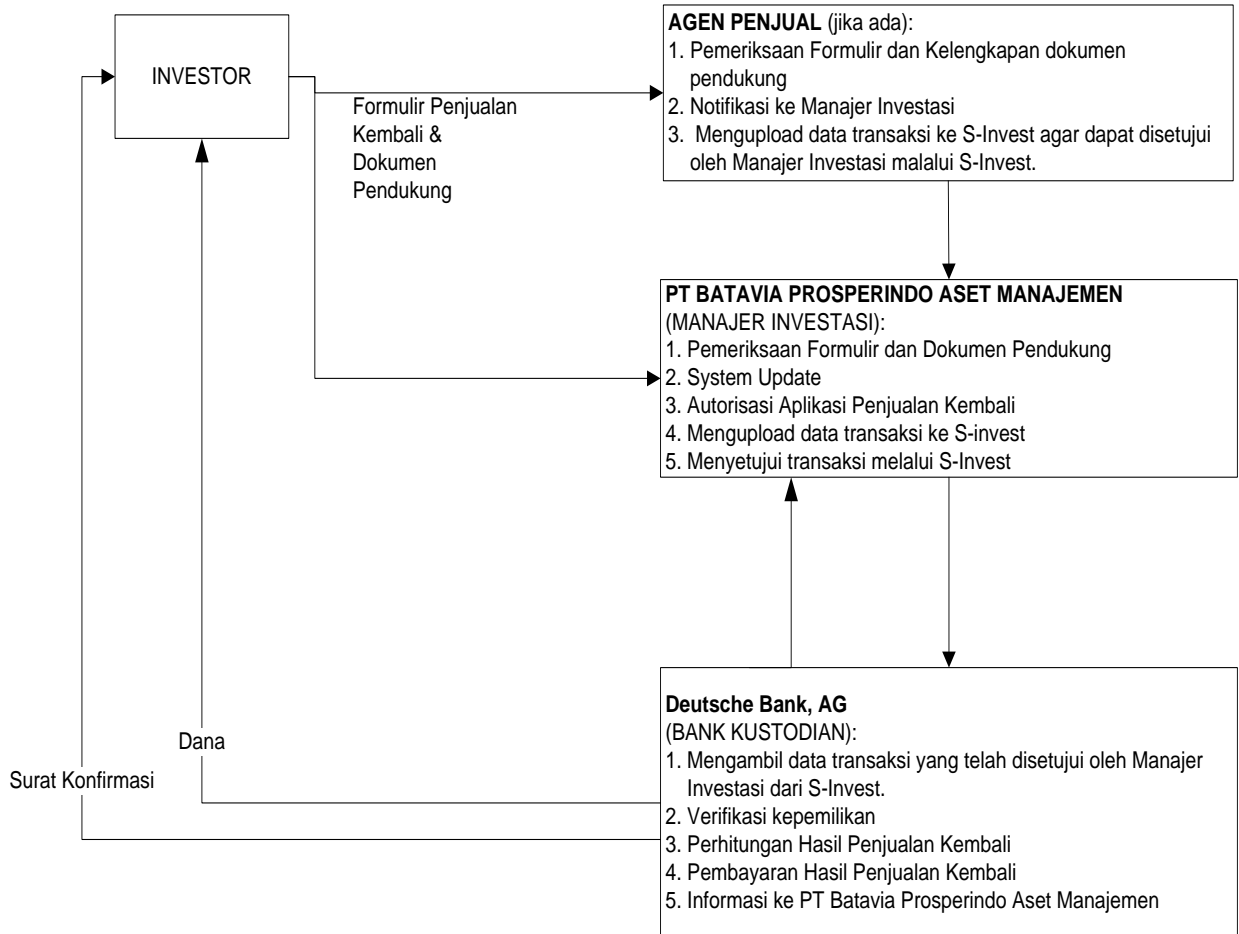 INVESTOR
Formulir Penjualan
Kembali &
Dokumen
Pendukung
AGEN PENJUAL (jika ada):
1. Pemeriksaan Formulir dan Kelengkapan dokumen
pendukung
2. Notifikasi ke Manajer Investasi
3. Mengupload data transaksi ke S-Invest agar dapat disetujui
oleh Manajer Investasi malalui S-Invest.
PT BATAVIA PROSPERINDO ASET MANAJEMEN
(MANAJER INVESTASI):
1. Pemeriksaan Formulir dan Dokumen Pendukung
2. System Update
3. Autorisasi Aplikasi Penjualan Kembali
4. Mengupload data transaksi ke S-invest
5. Menyetujui transaksi melalui S-Invest
Deutsche Bank, AG
(BANK KUSTODIAN):
1. Mengambil data transaksi yang telah disetujui oleh Manajer
Investasi dari S-Invest.
2. Verifikasi kepemilikan
3. Perhitungan Hasil Penjualan Kembali
4. Pembayaran Hasil Penjualan Kembali
5. Informasi ke PT Batavia Prosperindo Aset Manajemen
Dana
Surat Konfirmasi